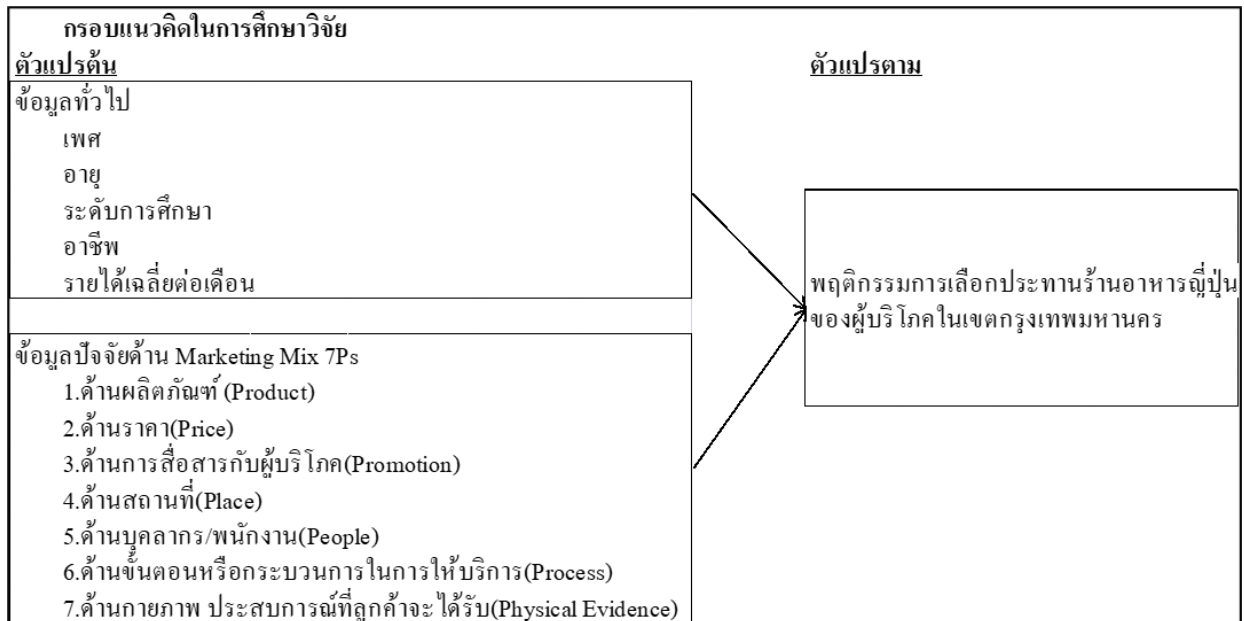 กรอบแนวคิดในการศึกษาวิจัย
ตัวแปรต้น
ข้อมูลทั่วไป
เพศ
อายุ
ระดับการศึกษา
อาชีพ
รายได้เฉลี่ยต่อเดือน
ข้อมูลปัจจัยด้าน Marketing Mix 7Ps
1.ด้านผลิตภัณฑ์ (Product)
2.ด้านราคา(Price)
3.ด้านการสื่อสารกับผู้บริโภค(Promotion)
4.ด้านสถานที่(Place)
5.ด้านบุคลากร/พนักงาน(People)
6.ด้านขั้นตอนหรือกระบวนการในการให้บริการ(Process)
7.ด้านกายภาพ ประสบการณ์ที่ลูกค้าจะได้รับ(Physical Evidence)
ตัวแปรตาม
พฤติกรรมการเลือกประทานร้านอาหารญี่ปุ่น
ของผู้บริโภคในเขตกรุงเทพมหานคร